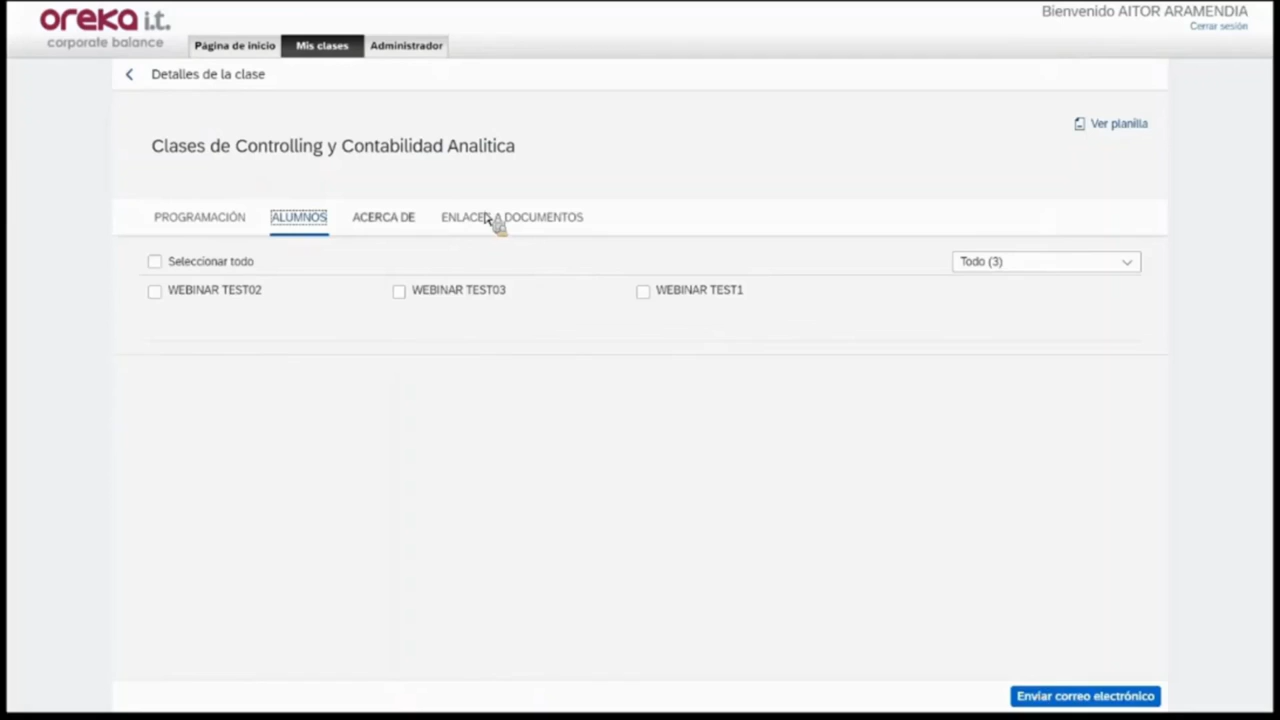 oreka i.t.
corporate balance
Bienvenido AITOR ARAMENDIA
Cerrar sesión
Página de inicio Mis clases Administrador
Detalles de la clase
Ver planilla
Clases de Controlling y Contabilidad Analitica
PROGRAMACIÓN ALUMNOS ACERCA DE ENLACES A DOCUMENTOS
Seleccionar todo Todo (3)
WEBINAR TEST02 WEBINAR TEST03 WEBINAR TEST1
Enviar correo electrónico